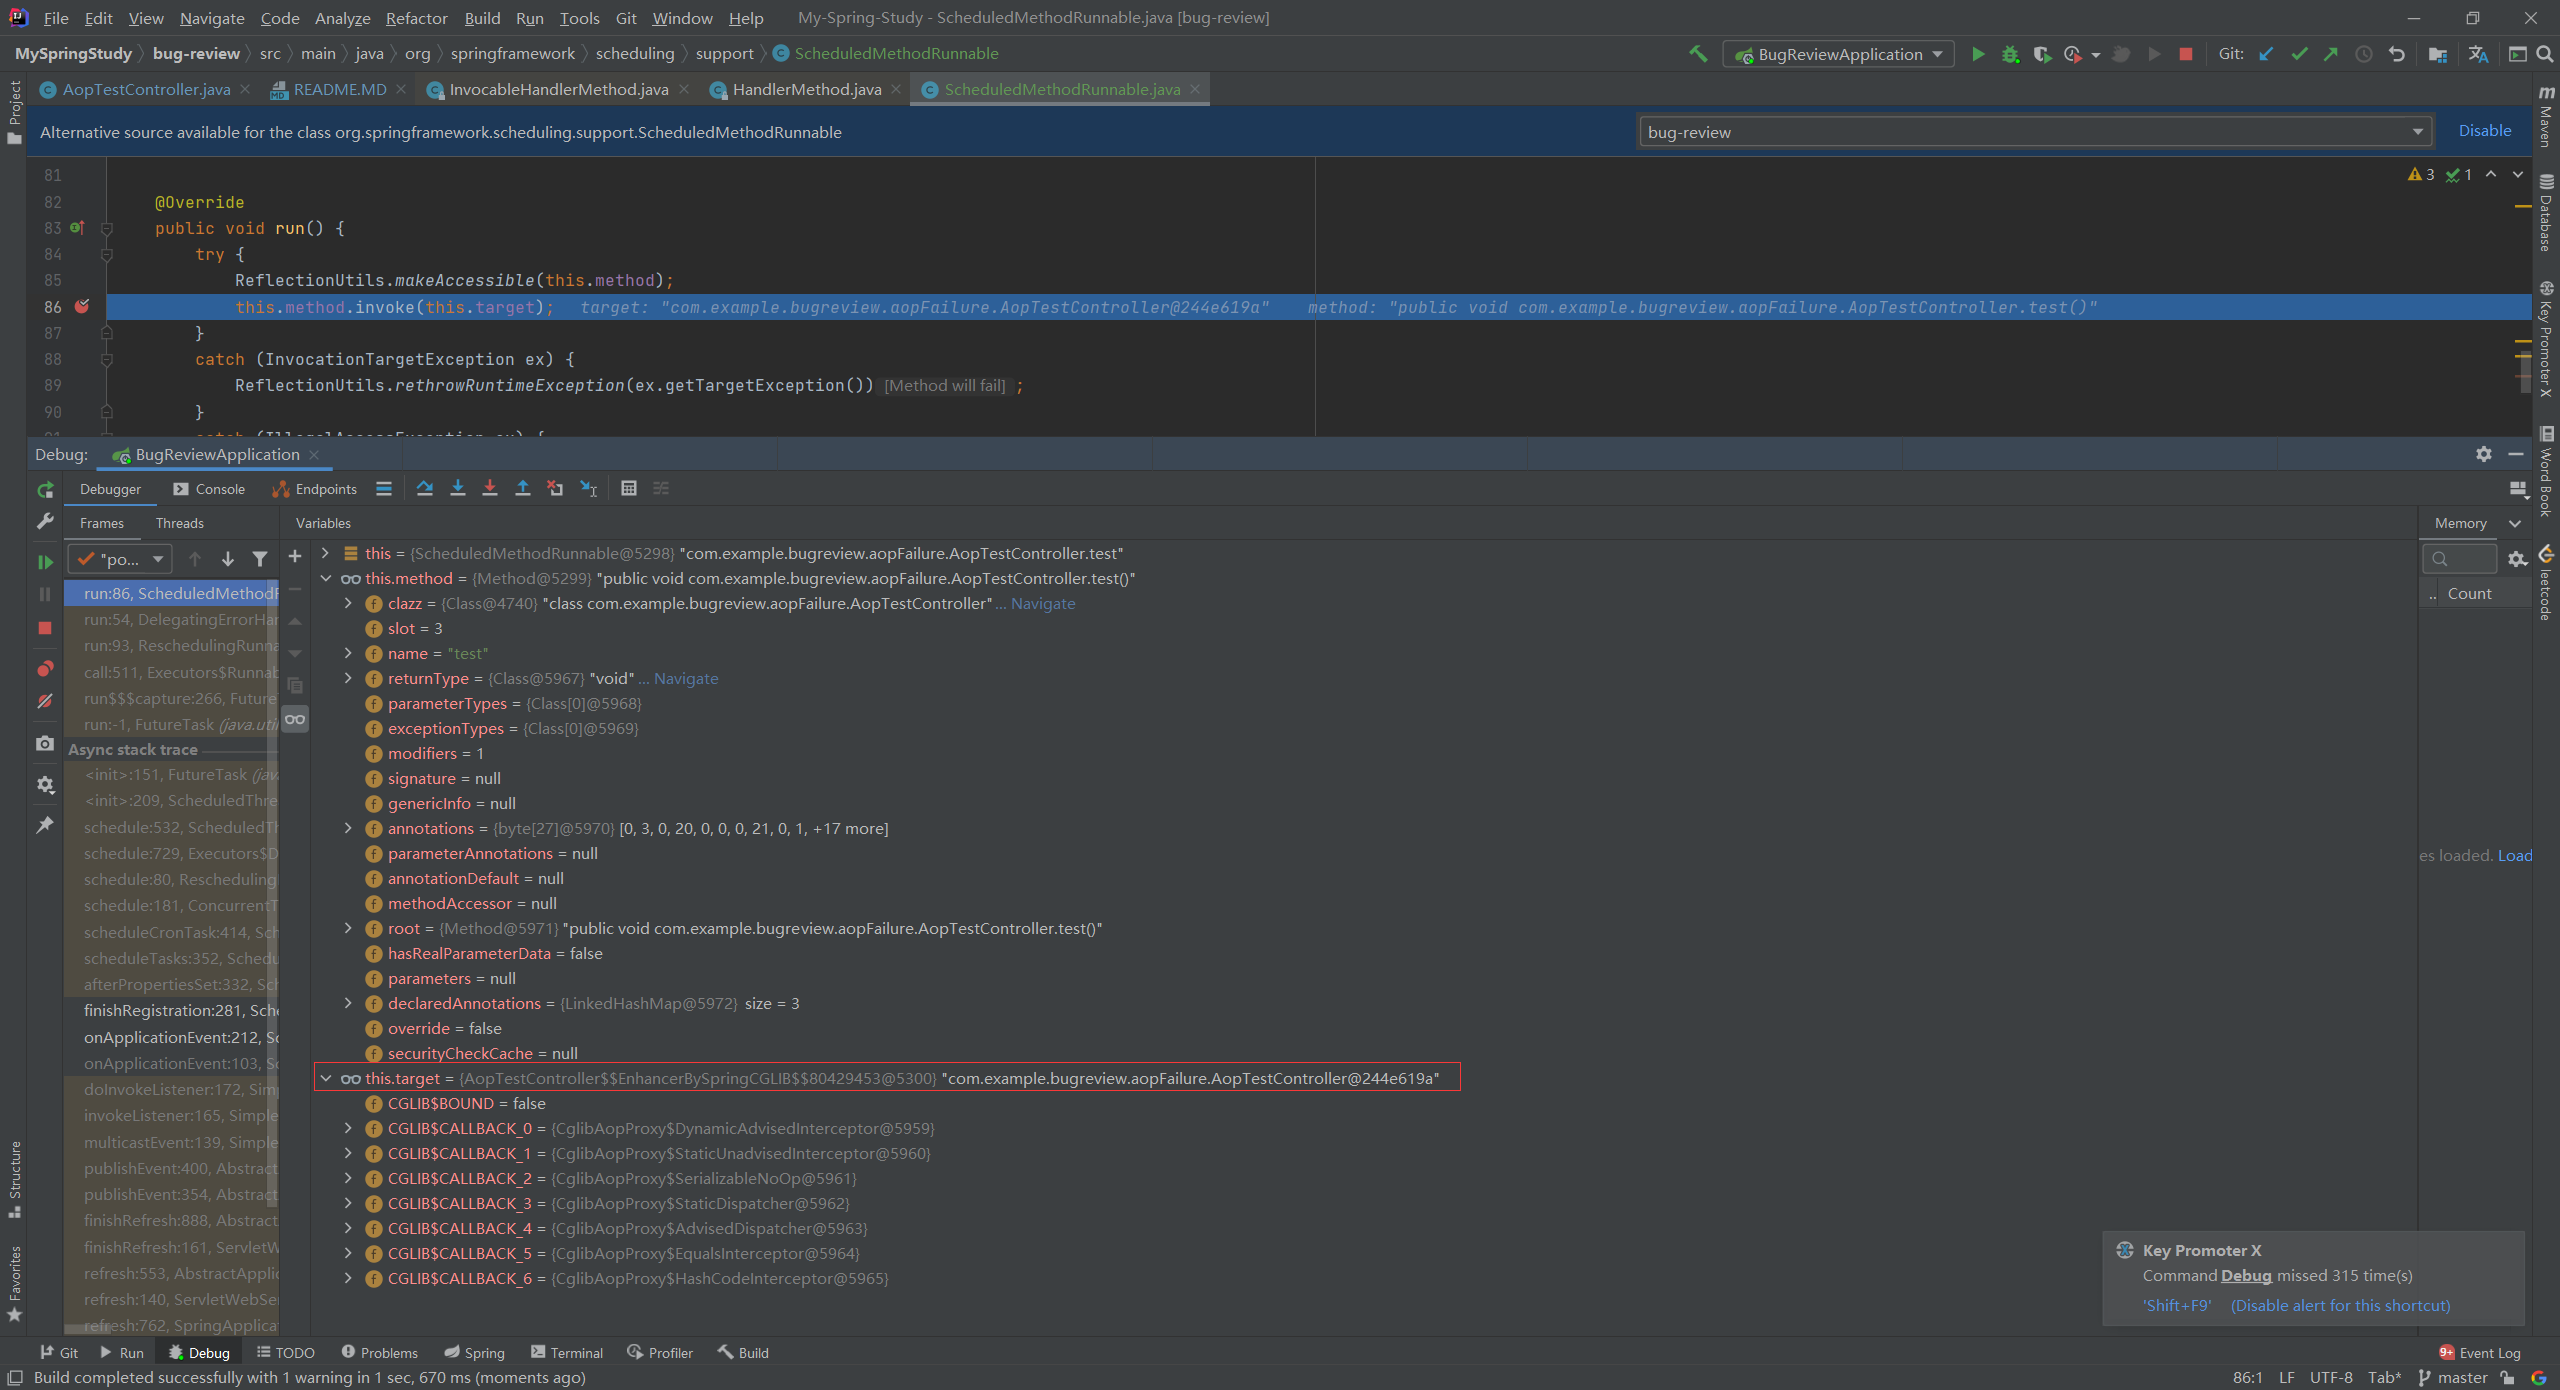 File Edit View Navigate Code Analyze Refactor Build Run Tools Git Window Help My-Spring-Study - ScheduledMethodRunnable.java [bug-review]
MySpringStudy bug-review src main java org springframework scheduling support ScheduledMethodRunnable BugReviewApplication Git:
AopTestController.java README.MD InvocableHandlerMethod.java HandlerMethod.java ScheduledMethodRunnable.java
Alternative source available for the class org.springframework.scheduling.support.ScheduledMethodRunnable bug-review Disable
81
82 @Override
83 public void run() {
84 try {
85 ReflectionUtils.makeAccessible(this.method);
86 this.method.invoke(this.target); target: "com.example.bugreview.aopFailure.AopTestController@244e619a" method: "public void com.example.bugreview.aopFailure.AopTestController.test()"
87 }
88 catch (InvocationTargetException ex) {
89 ReflectionUtils.rethrowRuntimeException(ex.getTargetException()) [Method will fail] ;
90 }
3 1
Debug: BugReviewApplication
Debugger Console Endpoints
Frames Threads
"po...
run:86, ScheduledMethodR
run:54, DelegatingErrorHan
run:93, ReschedulingRunna
call:511, Executors$Runnab
run$$$capture:266, Future
run:-1, FutureTask (java.uti
Async stack trace
<init>:151, FutureTask (java
<init>:209, ScheduledThre
schedule:532, ScheduledTh
schedule:729, Executors$D
schedule:80, Rescheduling
schedule:181, ConcurrentT
scheduleCronTask:414, Sch
scheduleTasks:352, Sched
afterPropertiesSet:332, Sch
finishRegistration:281, Sche
onApplicationEvent:212, Sc
onApplicationEvent:103, Sc
doInvokeListener:172, Simp
invokeListener:165, Simple
multicastEvent:139, Simple
publishEvent:400, Abstract
publishEvent:354, Abstract
finishRefresh:888, Abstract
finishRefresh:161, ServletW
refresh:553, AbstractApplic
refresh:140, ServletWebSe
refresh:762, SpringApplicat
Variables
this = {ScheduledMethodRunnable@5298} "com.example.bugreview.aopFailure.AopTestController.test"
this.method = {Method@5299} "public void com.example.bugreview.aopFailure.AopTestController.test()"
clazz = {Class@4740} "class com.example.bugreview.aopFailure.AopTestController" ... Navigate
slot = 3
name = "test"
returnType = {Class@5967} "void" ... Navigate
parameterTypes = {Class[0]@5968}
exceptionTypes = {Class[0]@5969}
modifiers = 1
signature = null
genericInfo = null
annotations = {byte[27]@5970} [0, 3, 0, 20, 0, 0, 0, 21, 0, 1, +17 more]
parameterAnnotations = null
annotationDefault = null
methodAccessor = null
root = {Method@5971} "public void com.example.bugreview.aopFailure.AopTestController.test()"
hasRealParameterData = false
parameters = null
declaredAnnotations = {LinkedHashMap@5972} size = 3
override = false
securityCheckCache = null
this.target = {AopTestController$$EnhancerBySpringCGLIB$$80429453@5300} "com.example.bugreview.aopFailure.AopTestController@244e619a"
CGLIB$BOUND = false
CGLIB$CALLBACK_0 = {CglibAopProxy$DynamicAdvisedInterceptor@5959}
CGLIB$CALLBACK_1 = {CglibAopProxy$StaticUnadvisedInterceptor@5960}
CGLIB$CALLBACK_2 = {CglibAopProxy$SerializableNoOp@5961}
CGLIB$CALLBACK_3 = {CglibAopProxy$StaticDispatcher@5962}
CGLIB$CALLBACK_4 = {CglibAopProxy$AdvisedDispatcher@5963}
CGLIB$CALLBACK_5 = {CglibAopProxy$EqualsInterceptor@5964}
CGLIB$CALLBACK_6 = {CglibAopProxy$HashCodeInterceptor@5965}
Memory
.. Count
es loaded. Load
Key Promoter X
Command Debug missed 315 time(s)
'Shift+F9' (Disable alert for this shortcut)
Project
Structure
Favorites
Maven
Database
Key Promoter X
Word Book
leetcode
Git Run Debug TODO Problems Spring Terminal Profiler Build 9+ Event Log
Build completed successfully with 1 warning in 1 sec, 670 ms (moments ago) 86:1 LF UTF-8 Tab* master